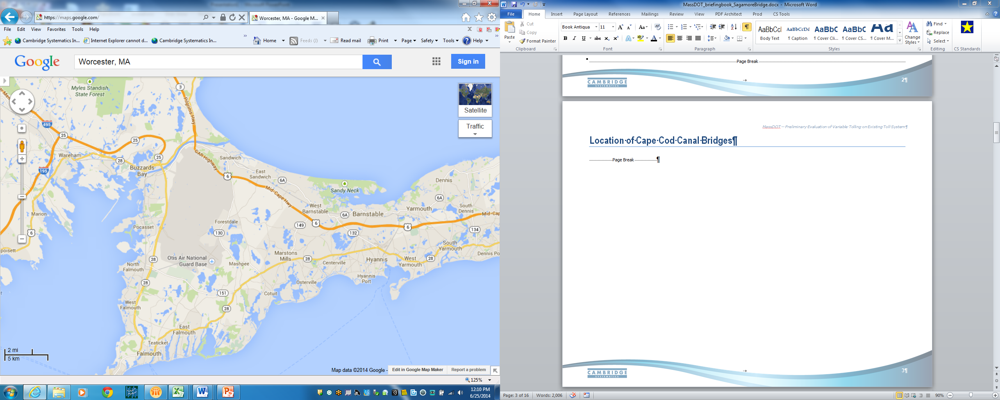 https://maps.google.com/
Worcester, MA - Google M...
File Edit View Favorites Tools Help
Cambridge Systematics In... Internet Explorer cannot d... Cambridge Systematics In...
Home Feeds (J) Read mail Print Page Safety Tools Help
Google
Worcester, MA
Sign in
Myles Standish
State Forest
3
Pilgrims Hwy
Satellite
Traffic
495
25
25
25
28
GAR Highway
Wareham
195
Buzzards
Bay
Sandwich
6
East
Sandwich
6A
Mid-Cape Hwy
Sandy Neck
Dennis
6A
South
Dennis
Yarmouth
West
Barnstable
6A
Barnstable
Mid-Cap
Marion
6
Pocasset
Forestdale
130
149
6
132
6
134
poisett
28
North
Falmouth
Otis Air National
Guard Base
Mashpee
Marstons
Mills
28
Centerville
Hyannis
West
Yarmouth
28
South
Yarmouth
Dennis Po
28
Osterville
Hyannis
Port
151
Cotuit
West
Falmouth
28
East
Falmouth
Teaticket
Falmouth
2 mi
5 km
Map data ©2014 Google - Edit in Google Map Maker Report a problem
125%
12:10 PM
6/25/2014
MassDOT_briefingbook_SagamoreBridge.docx - Microsoft Word
File Home Insert Page Layout References Mailings Review View PDF Architect Prod CS Tools
Paste
Cut
Copy
Format Painter
Clipboard
Book Antiqua 11
Font
Paragraph
AaBbCcl AaBbCcDd AaBbC AaBbC Aa
Body Text ¶ Caption ¶ Cover Cli... ¶ Cover CS... ¶ Cover M...
Change
Styles
Styles
Find
Replace
Select
Editing
CS Standards
Page Break
CAMBRIDGE
SYSTEMATICS
2¶
MassDOT·–·Preliminary·Evaluation·of·Variable·Tolling·on·Existing·Toll·System¶
Location·of·Cape·Cod·Canal·Bridges¶
Page Break ¶
CAMBRIDGE
SYSTEMATICS
3¶
Page: 3 of 16 Words: 2,006 90%